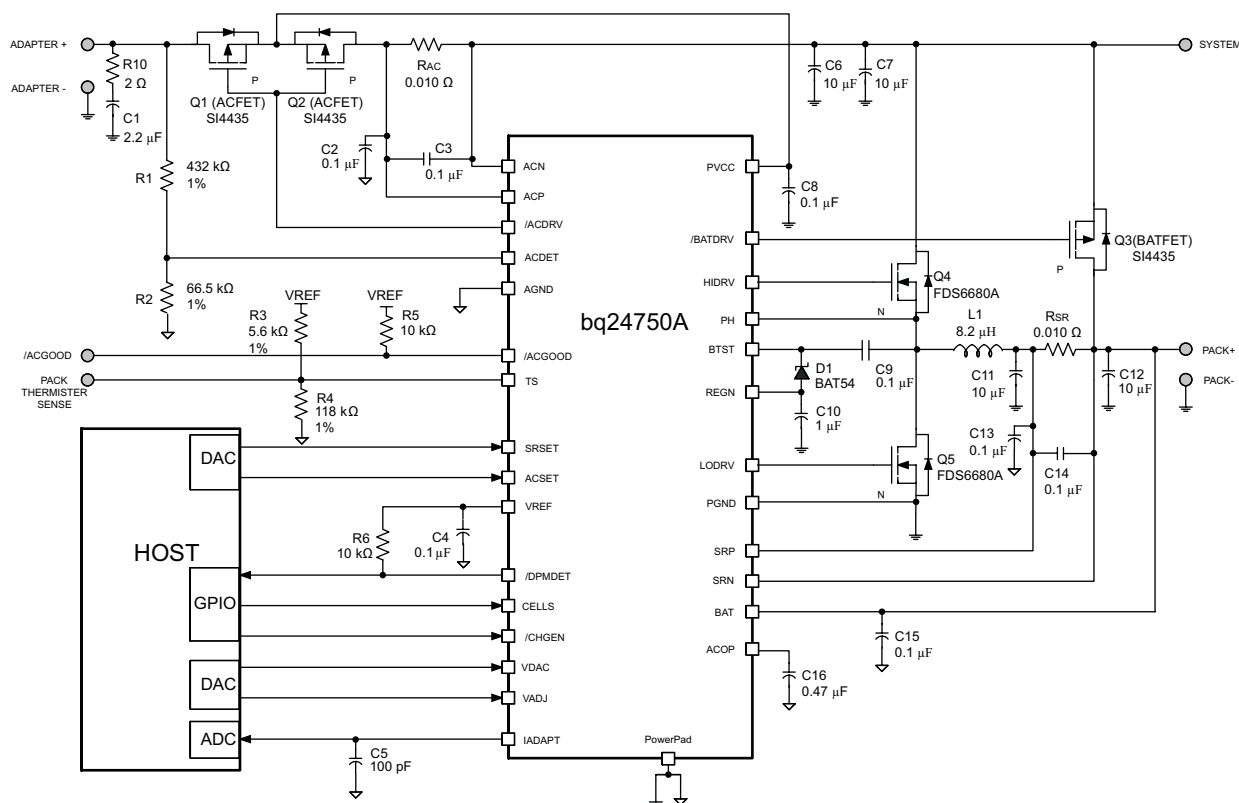 ADAPTER +
R10
2 Ω
ADAPTER -
C1
2.2 µF
P
Q1 (ACFET)
SI4435
P
Q2 (ACFET)
SI4435
RAC
0.010 Ω
C6
10 µF
C7
10 µF
SYSTEM
R1
432 kΩ
1%
C2
0.1 µF
C3
0.1 µF
R2
66.5 kΩ
1%
VREF
R3
5.6 kΩ
1%
VREF
R5
10 kΩ
/ACGOOD
PACK
THERMISTER
SENSE
R4
118 kΩ
1%
bq24750A
ACN
ACP
/ACDRV
ACDET
AGND
/ACGOOD
TS
SRSET
ACSET
VREF
/DPMDET
CELLS
/CHGEN
VDAC
VADJ
IADAPT
PVCC
/BATDRV
HIDRV
PH
BTST
REGN
LODRV
PGND
SRP
SRN
BAT
ACOP
PowerPad
C8
0.1 µF
P
Q3(BATFET)
SI4435
Q4
FDS6680A
N
L1
8.2 µH
RSR
0.010 Ω
PACK+
PACK-
D1
BAT54
C9
0.1 µF
C10
1 µF
C11
10 µF
C12
10 µF
C13
0.1 µF
C14
0.1 µF
Q5
FDS6680A
N
C15
0.1 µF
C16
0.47 µF
HOST
DAC
GPIO
DAC
ADC
R6
10 kΩ
C4
0.1 µF
C5
100 pF